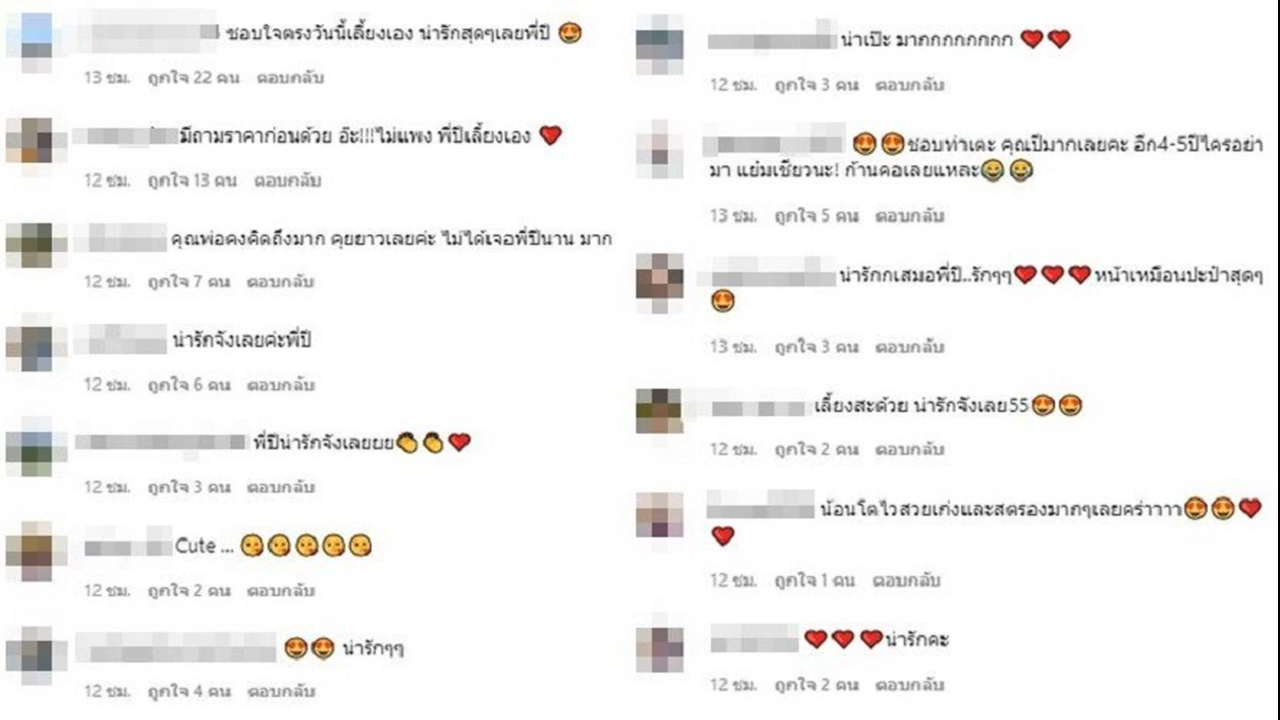 ชอบใจตรงวันนี้เลี้ยงเอง น่ารักสุดๆเลยพี่ปี 😍
13 ชม. ถูกใจ 22 คน ตอบกลับ
มีถามราคาก่อนด้วย อ๊ะ!!!ไม่แพง พี่ปีเลี้ยงเอง ❤
12 ชม. ถูกใจ 13 คน ตอบกลับ
คุณพ่อคงคิดถึงมาก คุยยาวเลยค่ะ ไม่ได้เจอพี่ปีนาน มาก
12 ชม. ถูกใจ 7 คน ตอบกลับ
น่ารักจังเลยค่ะพี่ปี
12 ชม. ถูกใจ 6 คน ตอบกลับ
พี่ปีน่ารักจังเลยยย👏👏❤
12 ชม. ถูกใจ 3 คน ตอบกลับ
Cute ... 😘😘😘😘😘
12 ชม. ถูกใจ 2 คน ตอบกลับ
😍😍 น่ารักๆๆ
12 ชม. ถูกใจ 4 คน ตอบกลับ
น่าเป๊ะ มากกกกกกกก ❤❤
12 ชม. ถูกใจ 3 คน ตอบกลับ
😍😍ชอบท่าเตะ คุณปีมากเลยคะ อีก4-5ปีใครอย่า
มา แย๋มเชียวนะ! ก้านคอเลยแหละ😂😂
13 ชม. ถูกใจ 5 คน ตอบกลับ
น่ารักกเสมอพี่ปี..รักๆๆ❤❤❤หน้าเหมือนปะป๋าสุดๆ
😍
13 ชม. ถูกใจ 3 คน ตอบกลับ
เลี้ยงสะด้วย น่ารักจังเลย55😍😍
12 ชม. ถูกใจ 2 คน ตอบกลับ
น้อนโตไวสวยเก่งและสตรองมากๆเลยคร่าาาา😍😍❤
❤
12 ชม. ถูกใจ 1 คน ตอบกลับ
❤❤❤น่ารักคะ
12 ชม. ถูกใจ 2 คน ตอบกลับ